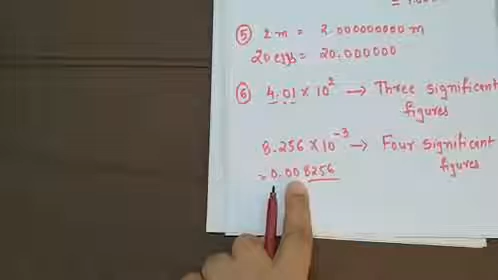 ⑤ 2 m = 2.000000000 m
20 eggs = 20.000000
⑥ 4.01 × 10² → Three significant
figures
8.256 × 10⁻³ → Four significant
figures
= 0.008256